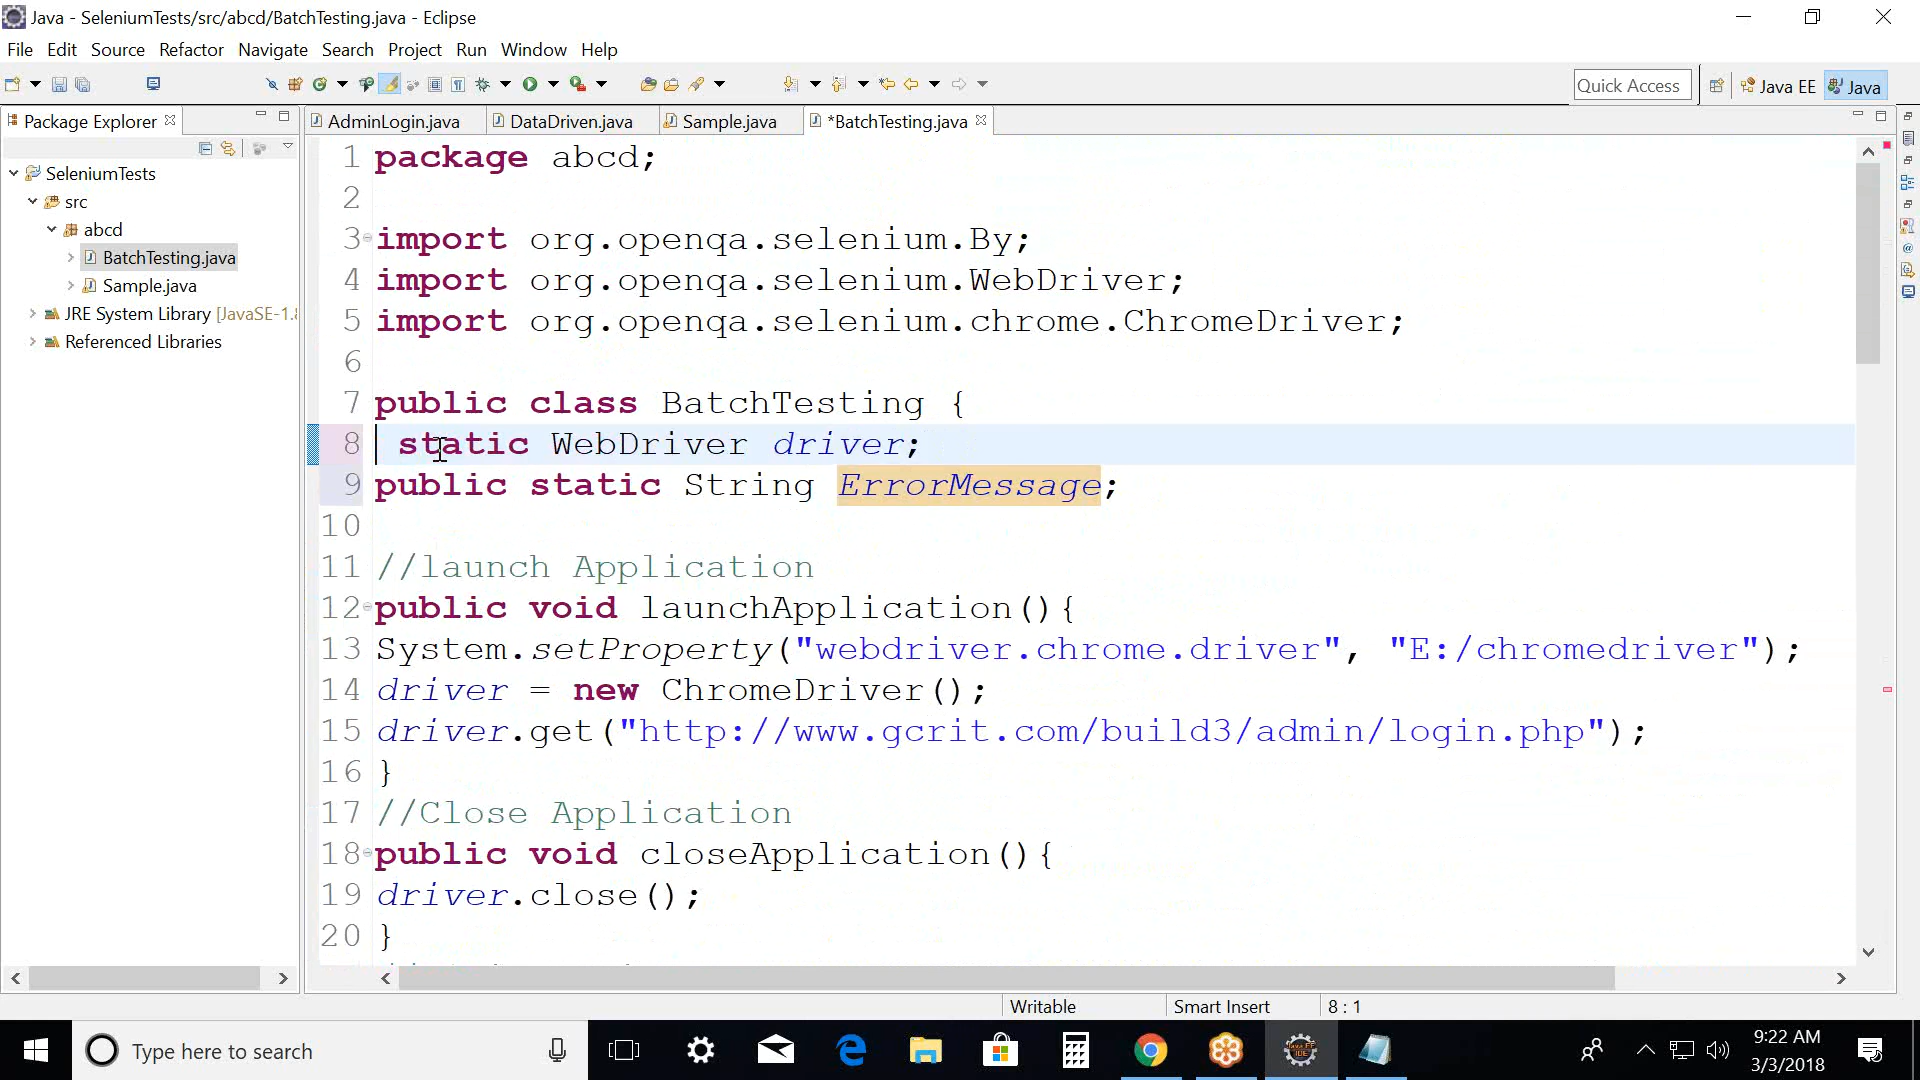 Java - SeleniumTests/src/abcd/BatchTesting.java - Eclipse
File Edit Source Refactor Navigate Search Project Run Window Help
Quick Access Java EE Java
Package Explorer
AdminLogin.java DataDriven.java Sample.java *BatchTesting.java
SeleniumTests
src
abcd
BatchTesting.java
Sample.java
JRE System Library [JavaSE-1.8
Referenced Libraries
1 package abcd;
2
3 import org.openqa.selenium.By;
4 import org.openqa.selenium.WebDriver;
5 import org.openqa.selenium.chrome.ChromeDriver;
6
7 public class BatchTesting {
8 static WebDriver driver;
9 public static String ErrorMessage;
10
11 //launch Application
12 public void launchApplication(){
13 System.setProperty("webdriver.chrome.driver", "E:/chromedriver");
14 driver = new ChromeDriver();
15 driver.get("http://www.gcrit.com/build3/admin/login.php");
16 }
17 //Close Application
18 public void closeApplication(){
19 driver.close();
20 }
Writable Smart Insert 8 : 1
Type here to search
9:22 AM
3/3/2018